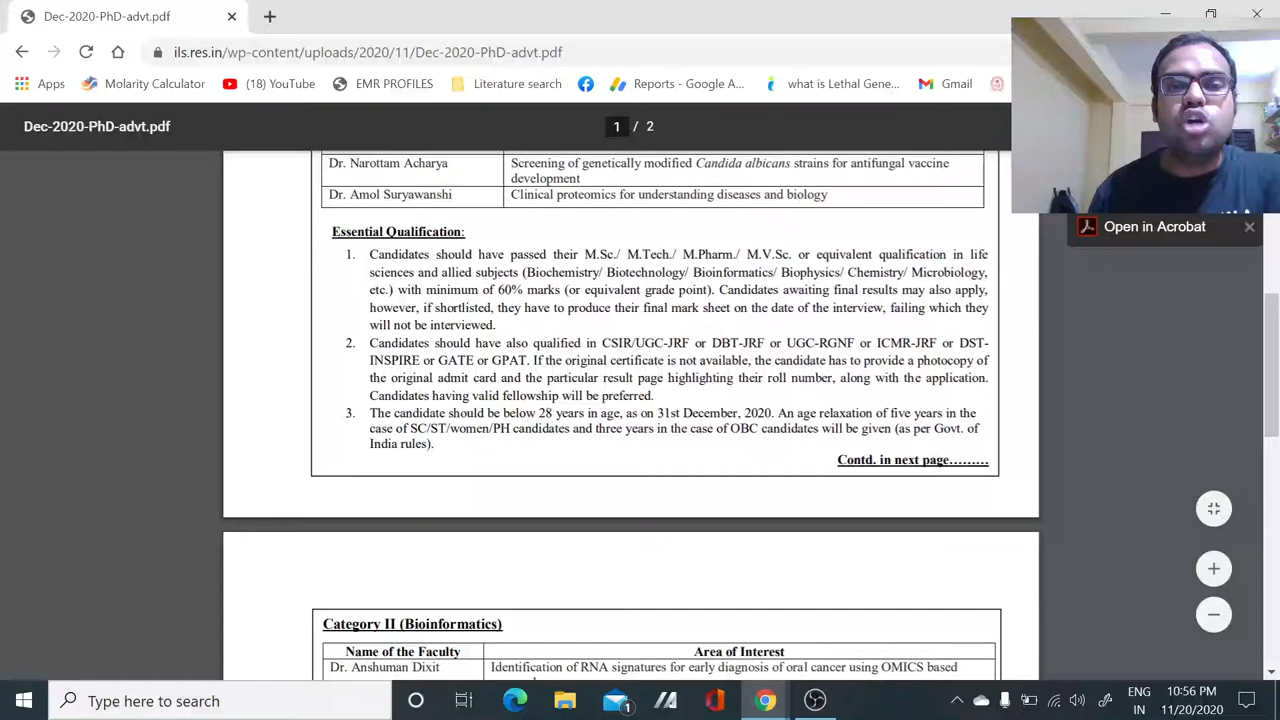 Dec-2020-PhD-advt.pdf
ils.res.in/wp-content/uploads/2020/11/Dec-2020-PhD-advt.pdf
Apps
Molarity Calculator
(18) YouTube
EMR PROFILES
Literature search
Reports - Google A...
what is Lethal Gene...
Gmail
Dec-2020-PhD-advt.pdf
1 / 2
Open in Acrobat
Dr. Narottam Acharya Screening of genetically modified Candida albicans strains for antifungal vaccine
development
Dr. Amol Suryawanshi Clinical proteomics for understanding diseases and biology
Essential Qualification:
1. Candidates should have passed their M.Sc./ M.Tech./ M.Pharm./ M.V.Sc. or equivalent qualification in life
sciences and allied subjects (Biochemistry/ Biotechnology/ Bioinformatics/ Biophysics/ Chemistry/ Microbiology,
etc.) with minimum of 60% marks (or equivalent grade point). Candidates awaiting final results may also apply,
however, if shortlisted, they have to produce their final mark sheet on the date of the interview, failing which they
will not be interviewed.
2. Candidates should have also qualified in CSIR/UGC-JRF or DBT-JRF or UGC-RGNF or ICMR-JRF or DST-
INSPIRE or GATE or GPAT. If the original certificate is not available, the candidate has to provide a photocopy of
the original admit card and the particular result page highlighting their roll number, along with the application.
Candidates having valid fellowship will be preferred.
3. The candidate should be below 28 years in age, as on 31st December, 2020. An age relaxation of five years in the
case of SC/ST/women/PH candidates and three years in the case of OBC candidates will be given (as per Govt. of
India rules).
Contd. in next page………
Category II (Bioinformatics)
Name of the Faculty Area of Interest
Dr. Anshuman Dixit Identification of RNA signatures for early diagnosis of oral cancer using OMICS based
Type here to search
1
ENG
IN
10:56 PM
11/20/2020